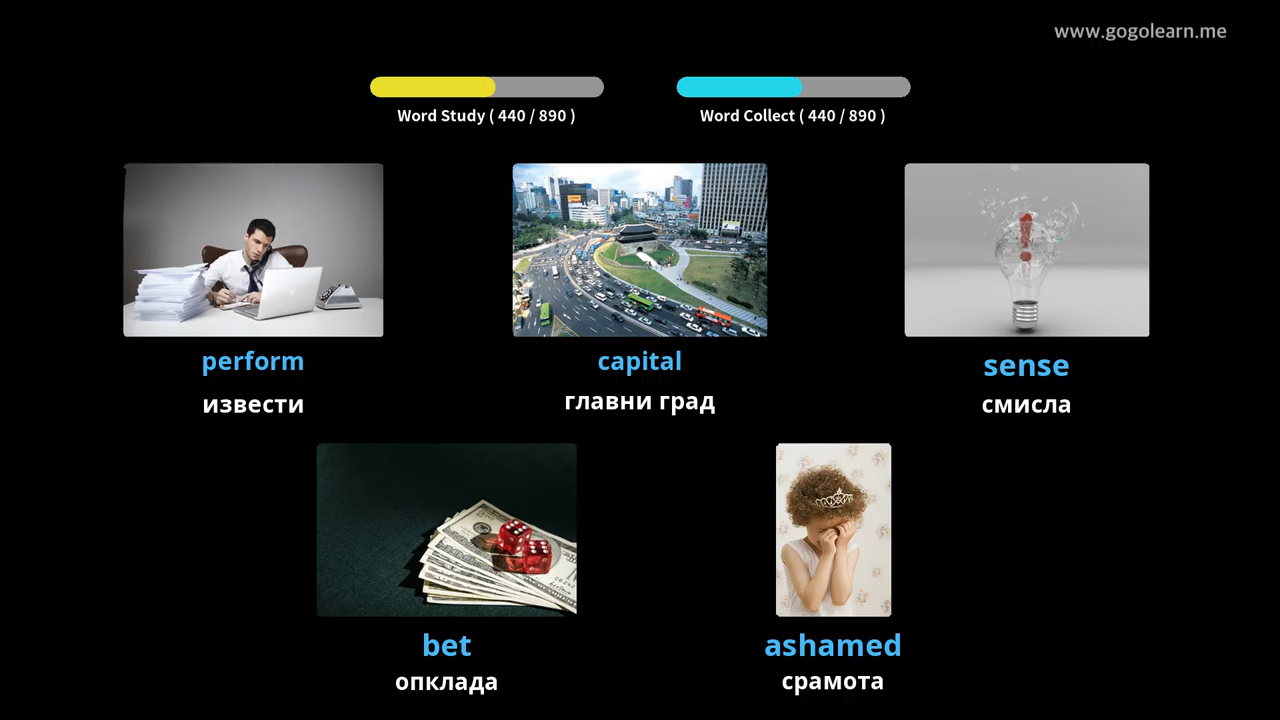 www.gogolearn.me
Word Study ( 440 / 890 )
Word Collect ( 440 / 890 )
perform
извести
capital
главни град
sense
смисла
bet
опклада
ashamed
срамота